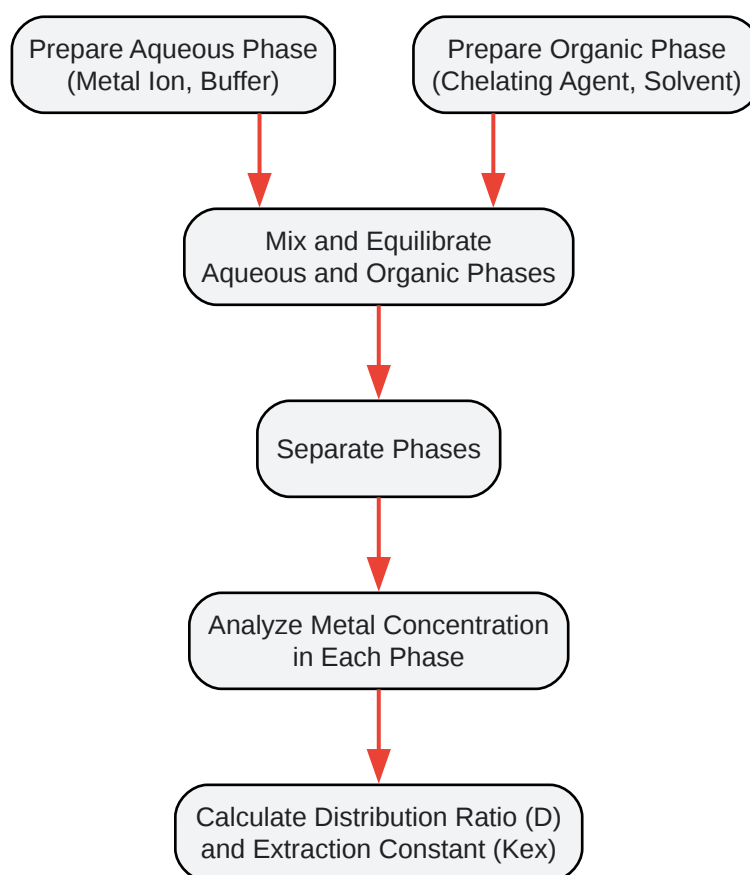 Prepare Aqueous Phase
(Metal Ion, Buffer)
Prepare Organic Phase
(Chelating Agent, Solvent)
Mix and Equilibrate
Aqueous and Organic Phases
Separate Phases
Analyze Metal Concentration
in Each Phase
Calculate Distribution Ratio (D)
and Extraction Constant (Kex)